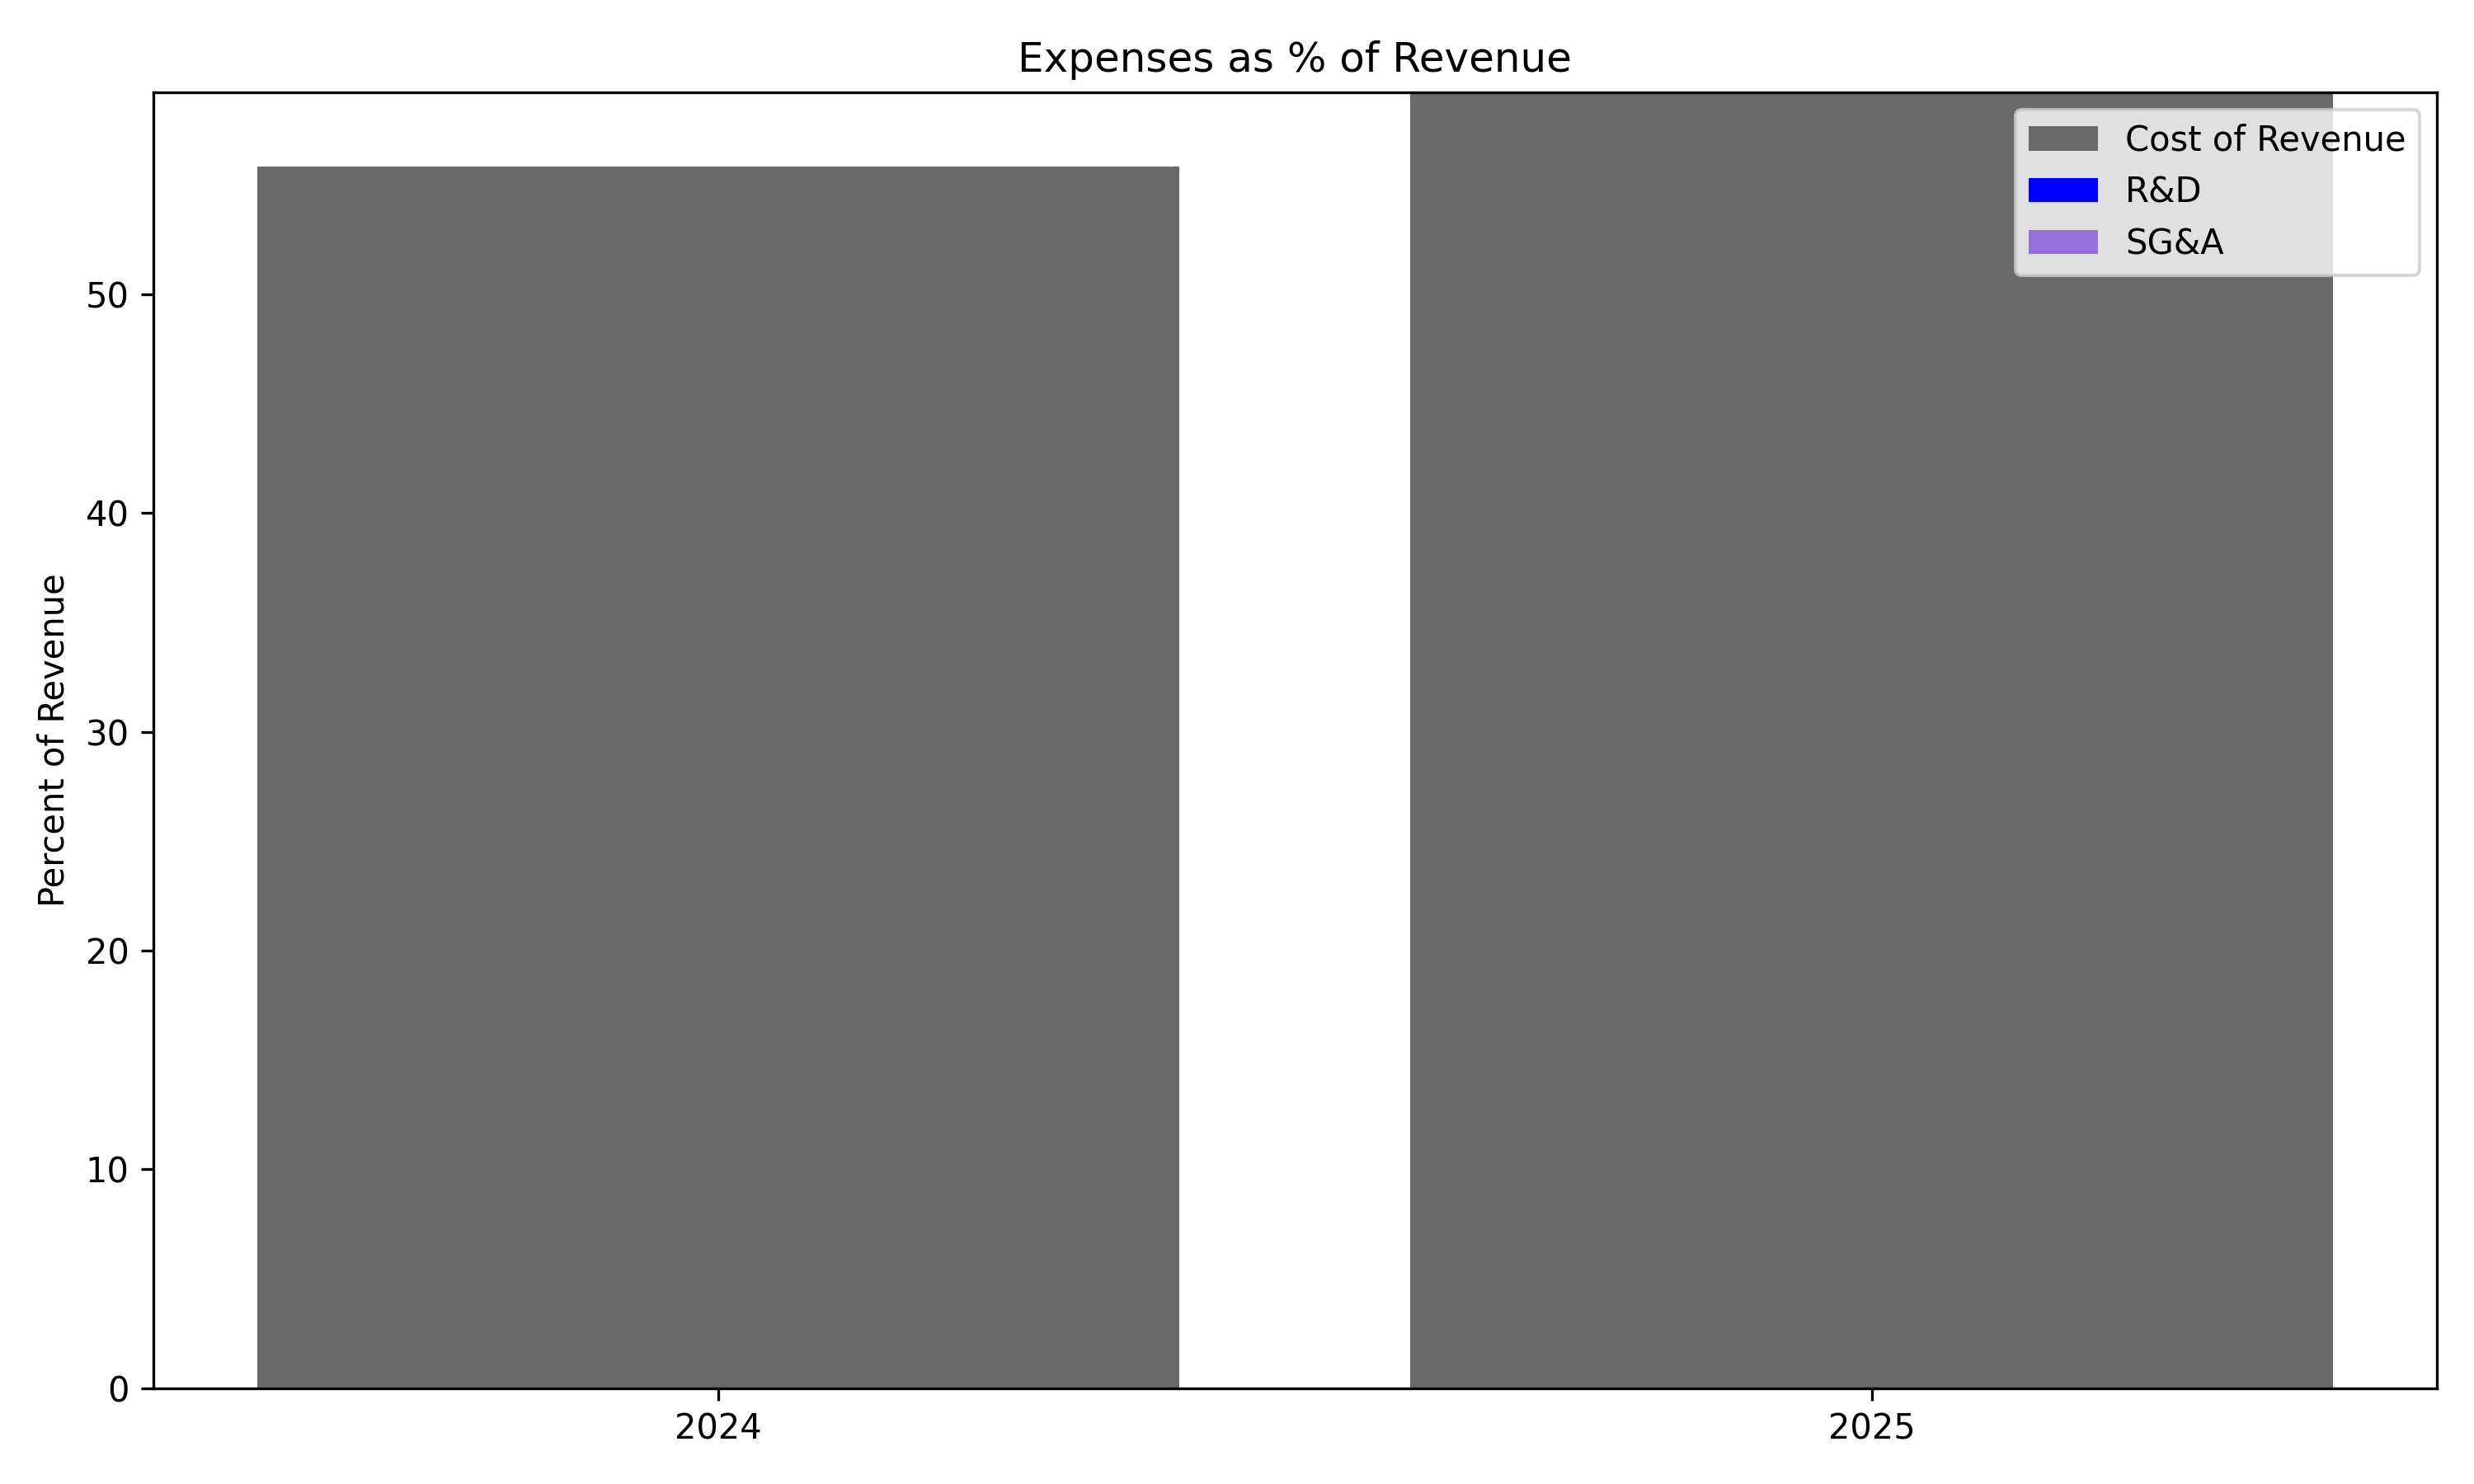 Expenses as % of Revenue
Cost of Revenue
R&D
SG&A
Percent of Revenue
50
40
30
20
10
0
2024
2025